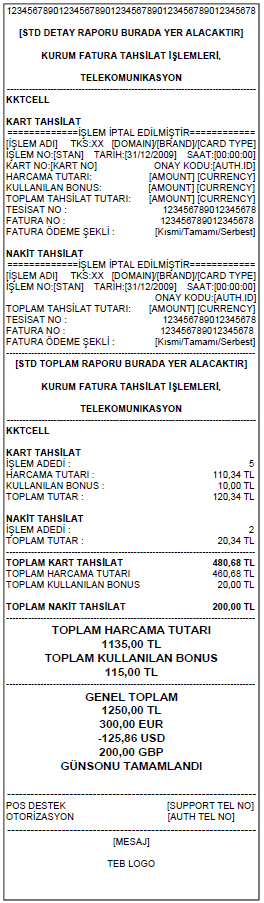 123456789012345678901234567890123456789012345678
[STD DETAY RAPORU BURADA YER ALACAKTIR]
KURUM FATURA TAHSİLAT İŞLEMLERİ,
TELEKOMUNIKASYON
KKTCELL
KART TAHSİLAT
=============İŞLEM İPTAL EDİLMİŞTİR============
[İŞLEM ADI] TKS:XX [DOMAIN]/[BRAND]/[CARD TYPE]
İŞLEM NO:[STAN] TARİH:[31/12/2009] SAAT:[00:00:00]
KART NO:[KART NO] ONAY KODU:[AUTH.ID]
HARCAMA TUTARI: [AMOUNT] [CURRENCY]
KULLANILAN BONUS: [AMOUNT] [CURRENCY]
TOPLAM TAHSİLAT TUTARI: [AMOUNT] [CURRENCY]
TESİSAT NO : 123456789012345678
FATURA NO : 123456789012345678
FATURA ÖDEME ŞEKLİ : [Kısmi/Tamamı/Serbest]
NAKİT TAHSİLAT
=============İŞLEM İPTAL EDİLMİŞTİR============
[İŞLEM ADI] TKS:XX [DOMAIN]/[BRAND]/[CARD TYPE]
İŞLEM NO:[STAN] TARİH:[31/12/2009] SAAT:[00:00:00]
ONAY KODU:[AUTH.ID]
TOPLAM TAHSİLAT TUTARI: [AMOUNT] [CURRENCY]
TESİSAT NO : 123456789012345678
FATURA NO : 123456789012345678
FATURA ÖDEME ŞEKLİ : [Kısmi/Tamamı/Serbest]
[STD TOPLAM RAPORU BURADA YER ALACAKTIR]
KURUM FATURA TAHSİLAT İŞLEMLERİ,
TELEKOMUNIKASYON
KKTCELL
KART TAHSİLAT
İŞLEM ADEDİ : 5
HARCAMA TUTARI : 110,34 TL
KULLANILAN BONUS : 10,00 TL
TOPLAM TUTAR : 120,34 TL
NAKİT TAHSİLAT
İŞLEM ADEDİ : 2
TOPLAM TUTAR : 20,34 TL
TOPLAM KART TAHSİLAT 480,68 TL
TOPLAM HARCAMA TUTARI 460,68 TL
TOPLAM KULLANILAN BONUS 20,00 TL
TOPLAM NAKİT TAHSİLAT 200,00 TL
TOPLAM HARCAMA TUTARI
1135,00 TL
TOPLAM KULLANILAN BONUS
115,00 TL
GENEL TOPLAM
1250,00 TL
300,00 EUR
-125,86 USD
200,00 GBP
GÜNSONU TAMAMLANDI
POS DESTEK [SUPPORT TEL NO]
OTORİZASYON [AUTH TEL NO]
[MESAJ]
TEB LOGO